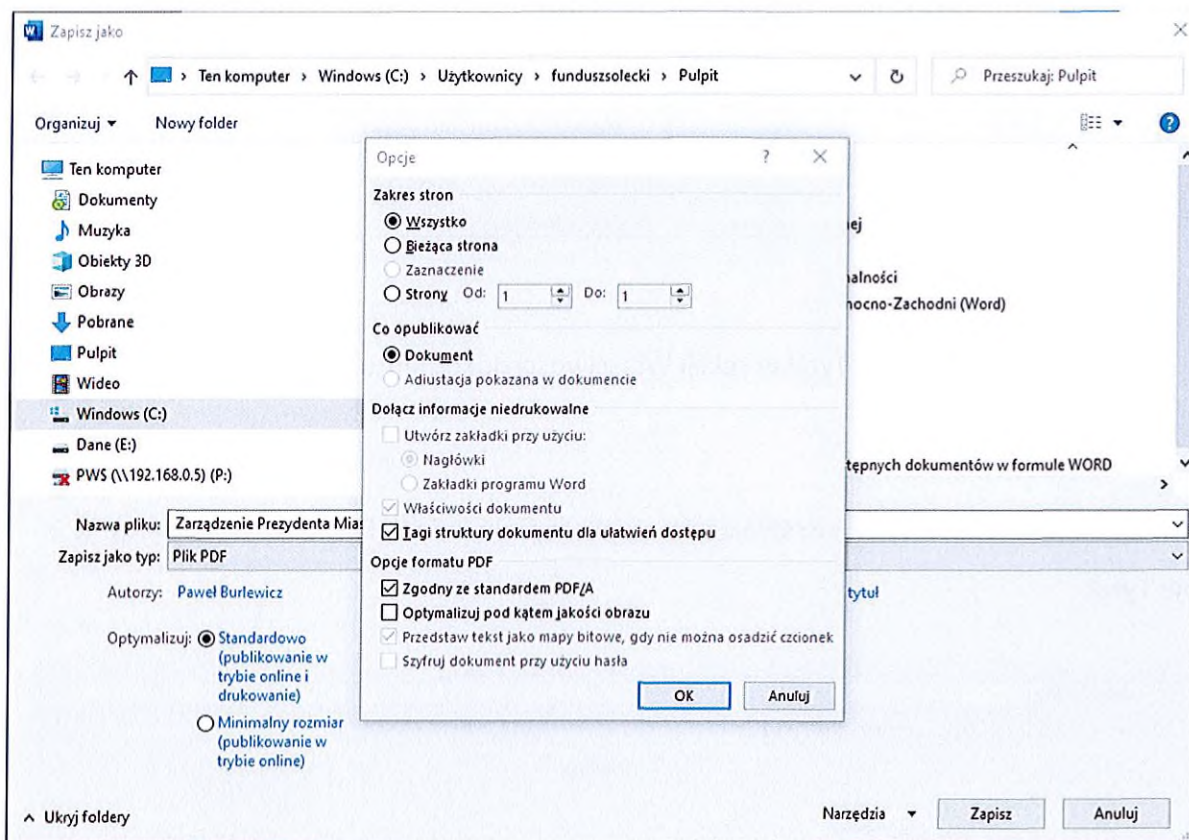 Zapisz jako
Ten komputer › Windows (C:) › Użytkownicy › funduszsolecki › Pulpit
Przeszukaj: Pulpit
Organizuj
Nowy folder
Ten komputer
Dokumenty
Muzyka
Obiekty 3D
Obrazy
Pobrane
Pulpit
Wideo
Windows (C:)
Dane (E:)
PWS (\\192.168.0.5) (P:)
ej
nalności
nocno-Zachodni (Word)
tępnych dokumentów w formule WORD
Opcje
?
Zakres stron
Wszystko
Bieżąca strona
Zaznaczenie
Strony Od: 1 Do: 1
Co opublikować
Dokument
Adiustacja pokazana w dokumencie
Dołącz informacje niedrukowalne
Utwórz zakładki przy użyciu:
Nagłówki
Zakładki programu Word
Właściwości dokumentu
Tagi struktury dokumentu dla ułatwień dostępu
Opcje formatu PDF
Zgodny ze standardem PDF/A
Optymalizuj pod kątem jakości obrazu
Przedstaw tekst jako mapy bitowe, gdy nie można osadzić czcionek
Szyfruj dokument przy użyciu hasła
OK
Anuluj
Nazwa pliku: Zarządzenie Prezydenta Mias
Zapisz jako typ: Plik PDF
Autorzy: Paweł Burlewicz
tytuł
Optymalizuj: Standardowo
(publikowanie w
trybie online i
drukowanie)
Minimalny rozmiar
(publikowanie w
trybie online)
Ukryj foldery
Narzędzia
Zapisz
Anuluj